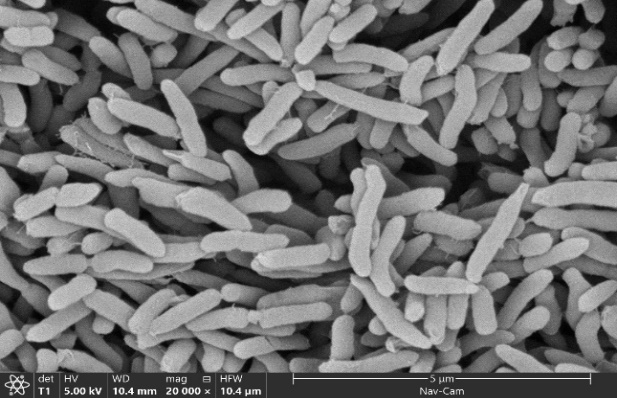 det HV WD mag ⊟ HFW
T1 5.00 kV 10.4 mm 20 000 × 10.4 µm
5 µm
Nav-Cam